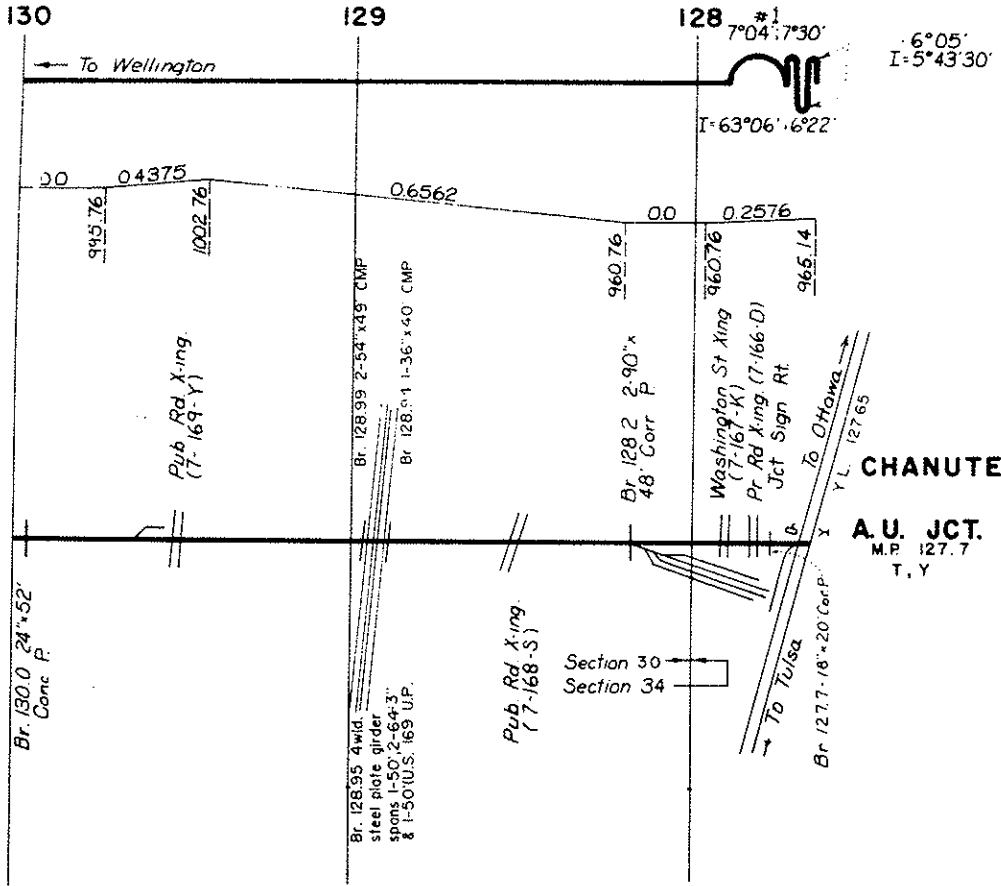 130
129
128
#1
7°04' 7°30'
6°05'
I=5°43'30'
← To Wellington
I=63°06' 6°22'
0.0
0.4375
0.6562
0.0
0.2576
995.76
1002.76
960.76
960.76
965.14
Pub. Rd. X-ing.
(7-169-Y)
Br. 128.99 2-54"x49' CMP
Br 128.94 1-36"x40' CMP
Br 128.2 2-90"x
48' Corr P.
Washington St Xing
(7-167-K)
Pr Rd X-ing. (7-166-D)
Jct Sign Rt.
To Ottawa →
Y.L. 127.65
CHANUTE
Y
A.U. JCT.
M.P. 127.7
T, Y
Br. 130.0 24"x52'
Conc P.
Br. 128.95 4wld.
steel plate girder
spans 1-50', 2-64'3"
& 1-50' (U.S. 169 U.P.
Pub. Rd. X-ing.
(7-168-S)
Section 30
Section 34
← To Tulsa
Br 127.7-18"x20' Cor.P.